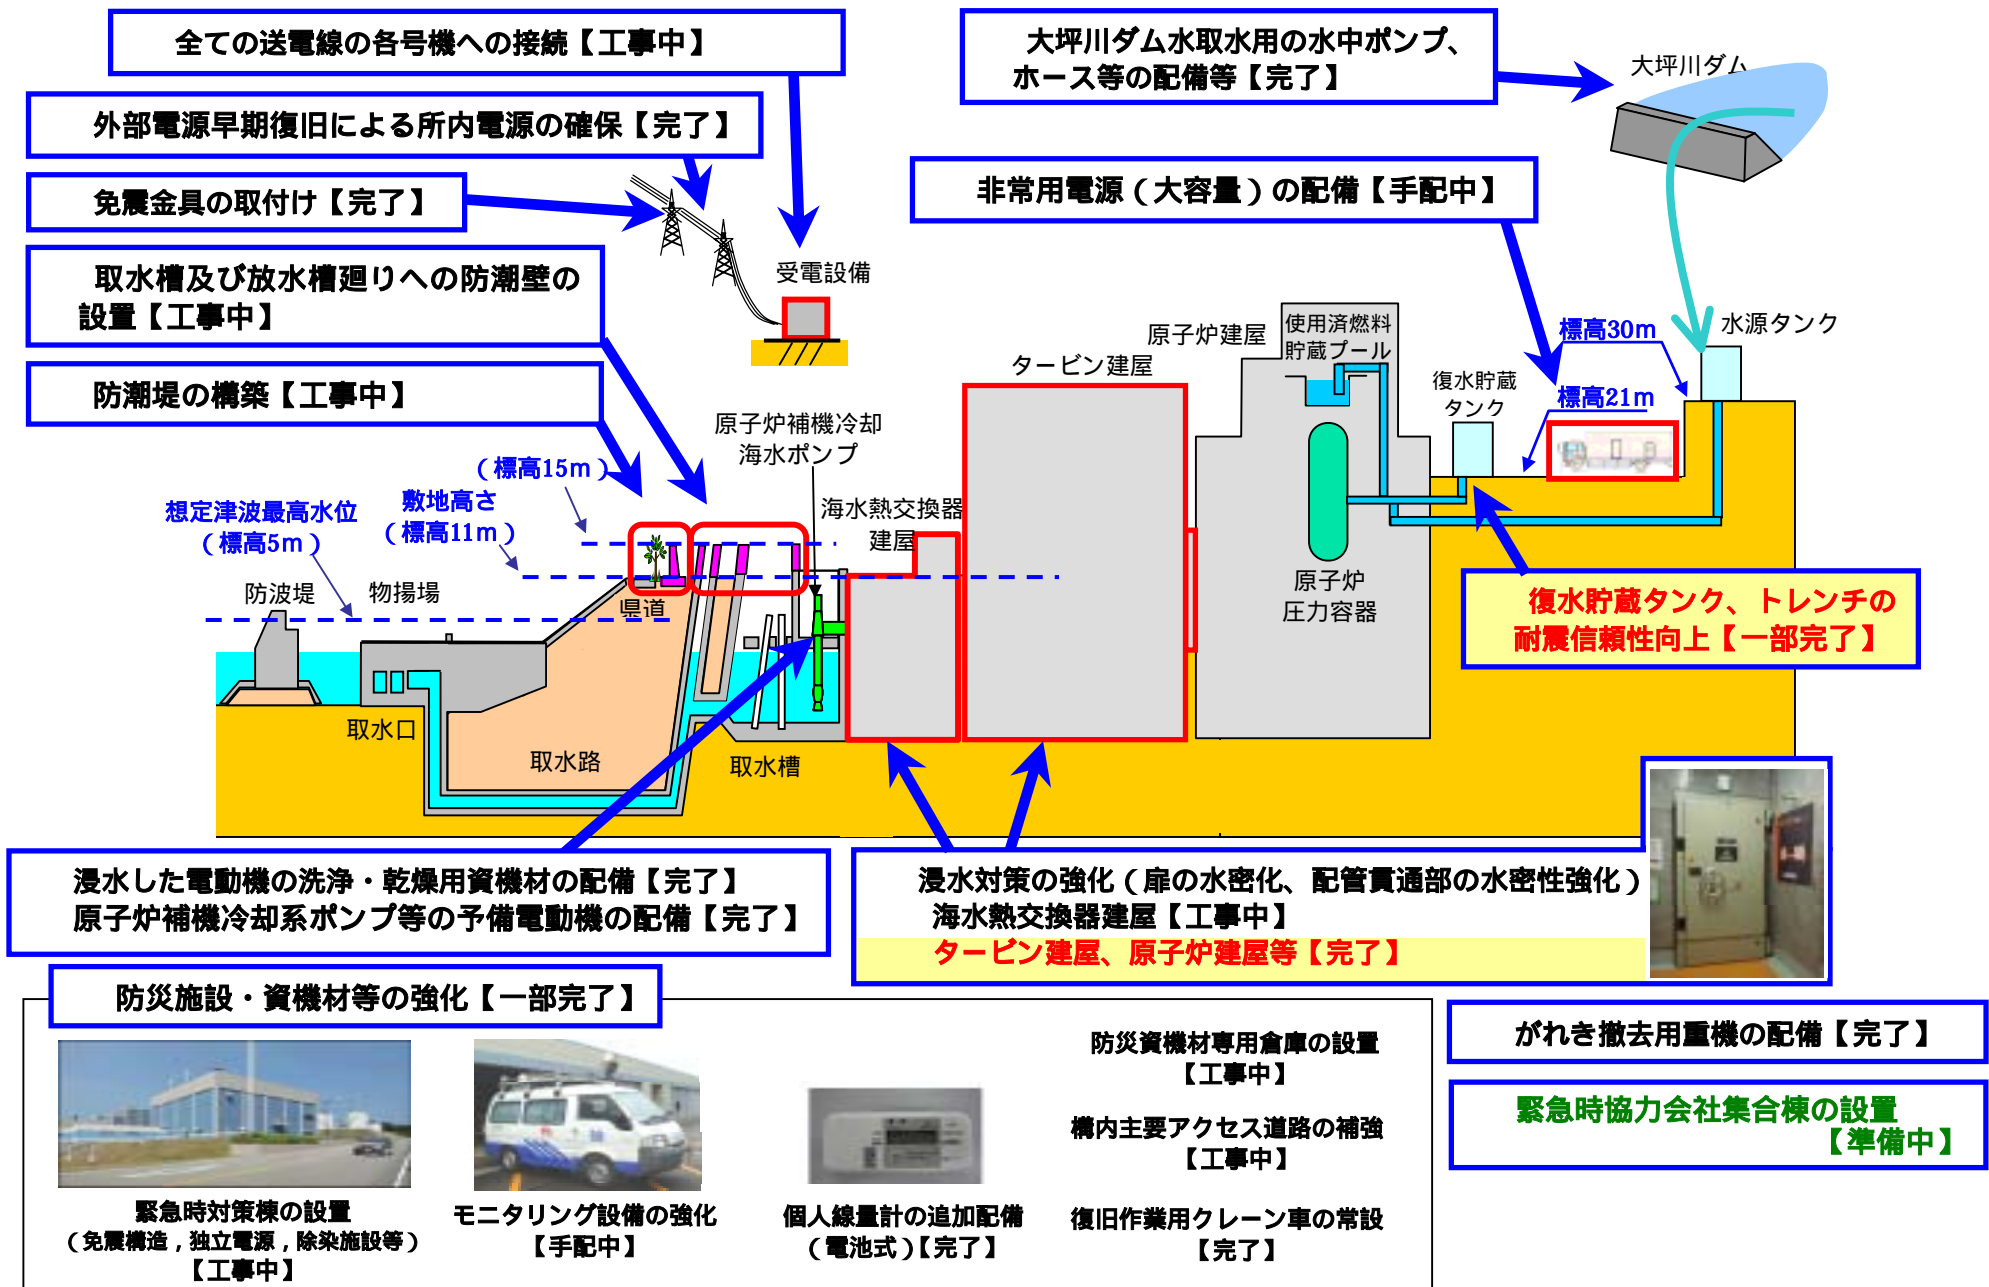 全ての送電線の各号機への接続【工事中】
外部電源早期復旧による所内電源の確保【完了】
免震金具の取付け【完了】
取水槽及び放水槽廻りへの防潮壁の
設置【工事中】
防潮堤の構築【工事中】
大坪川ダム水取水用の水中ポンプ、
ホース等の配備等【完了】
大坪川ダム
非常用電源（大容量）の配備【手配中】
受電設備
原子炉建屋
使用済燃料
貯蔵プール
タービン建屋
標高30m
水源タンク
復水貯蔵
タンク
標高21m
原子炉補機冷却
海水ポンプ
（標高15m）
敷地高さ
（標高11m）
想定津波最高水位
（標高5m）
海水熱交換器
建屋
防波堤
物揚場
県道
原子炉
圧力容器
復水貯蔵タンク、トレンチの
耐震信頼性向上【一部完了】
取水口
取水路
取水槽
浸水した電動機の洗浄・乾燥用資機材の配備【完了】
原子炉補機冷却系ポンプ等の予備電動機の配備【完了】
浸水対策の強化（扉の水密化、配管貫通部の水密性強化）
海水熱交換器建屋【工事中】
タービン建屋、原子炉建屋等【完了】
防災施設・資機材等の強化【一部完了】
緊急時対策棟の設置
（免震構造，独立電源，除染施設等）
【工事中】
モニタリング設備の強化
【手配中】
個人線量計の追加配備
（電池式）【完了】
防災資機材専用倉庫の設置
【工事中】
構内主要アクセス道路の補強
【工事中】
復旧作業用クレーン車の常設
【完了】
がれき撤去用重機の配備【完了】
緊急時協力会社集合棟の設置
【準備中】